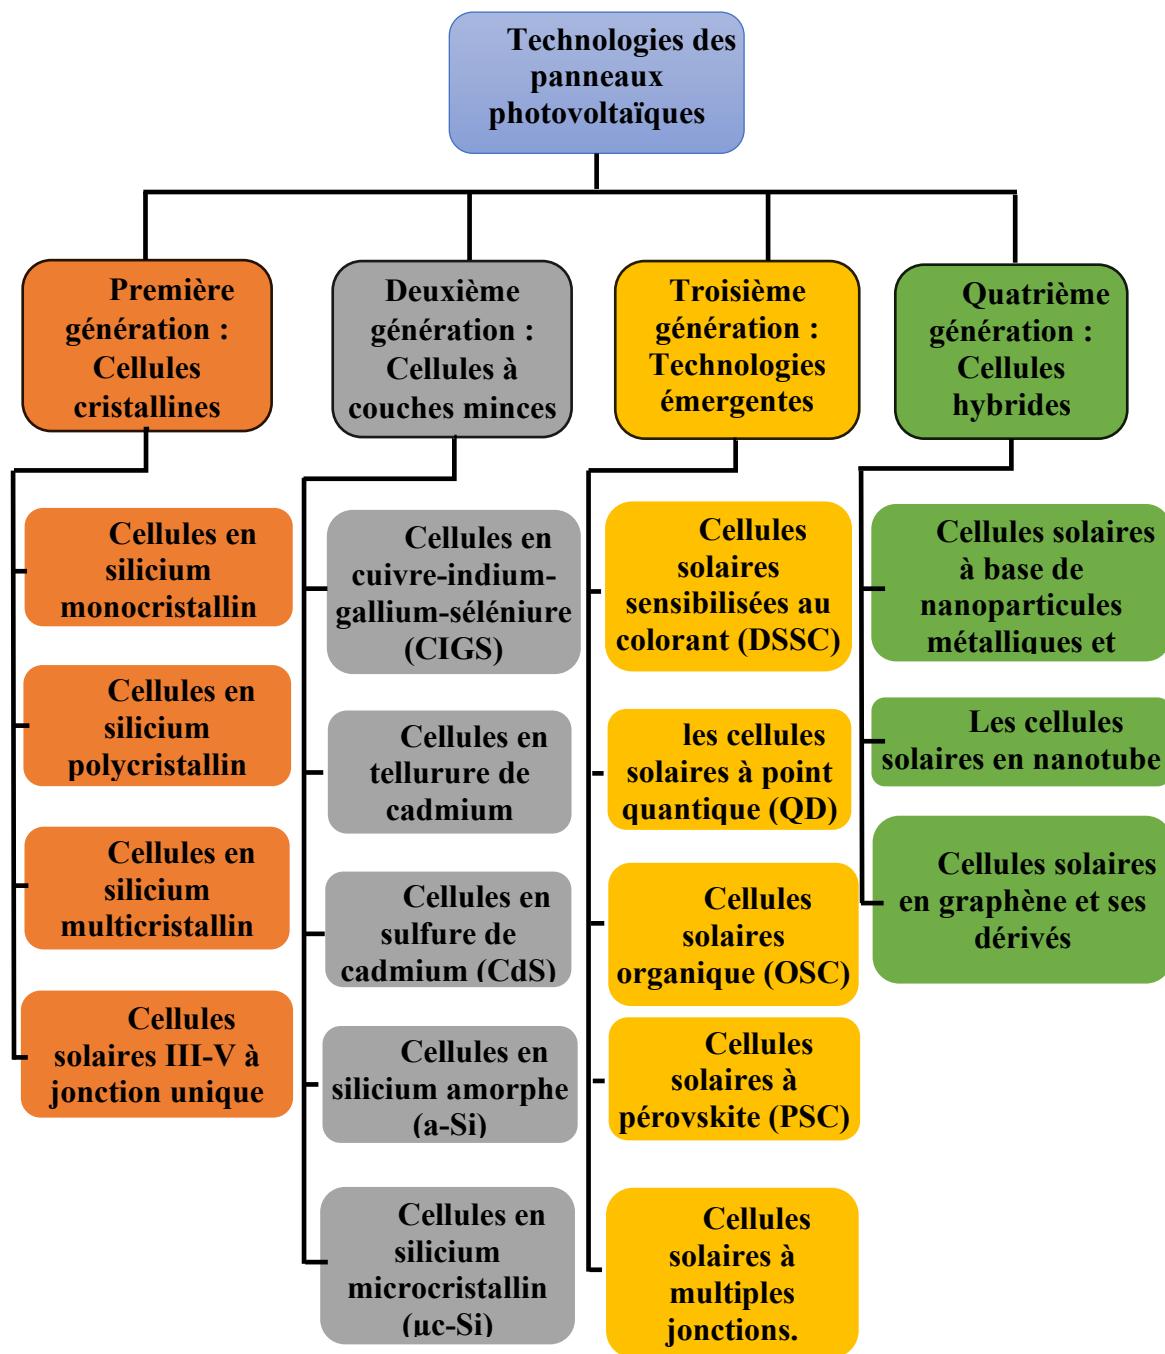 Technologies des
panneaux
photovoltaïques
Première
génération :
Cellules
cristallines
Deuxième
génération :
Cellules à
couches minces
Troisième
génération :
Technologies
émergentes
Quatrième
génération :
Cellules
hybrides
Cellules en
silicium
monocristallin
Cellules en
silicium
polycristallin
Cellules en
silicium
multicristallin
Cellules
solaires III-V à
jonction unique
Cellules en
cuivre-indium-
gallium-séléniure
(CIGS)
Cellules en
tellurure de
cadmium
Cellules en
sulfure de
cadmium (CdS)
Cellules en
silicium amorphe
(a-Si)
Cellules en
silicium
microcristallin
(µc-Si)
Cellules
solaires
sensibilisées au
colorant (DSSC)
les cellules
solaires à point
quantique (QD)
Cellules
solaires
organique (OSC)
Cellules
solaires à
pérovskite (PSC)
Cellules
solaires à
multiples
jonctions.
Cellules solaires
à base de
nanoparticules
métalliques et
Les cellules
solaires en nanotube
Cellules solaires
en graphène et ses
dérivés